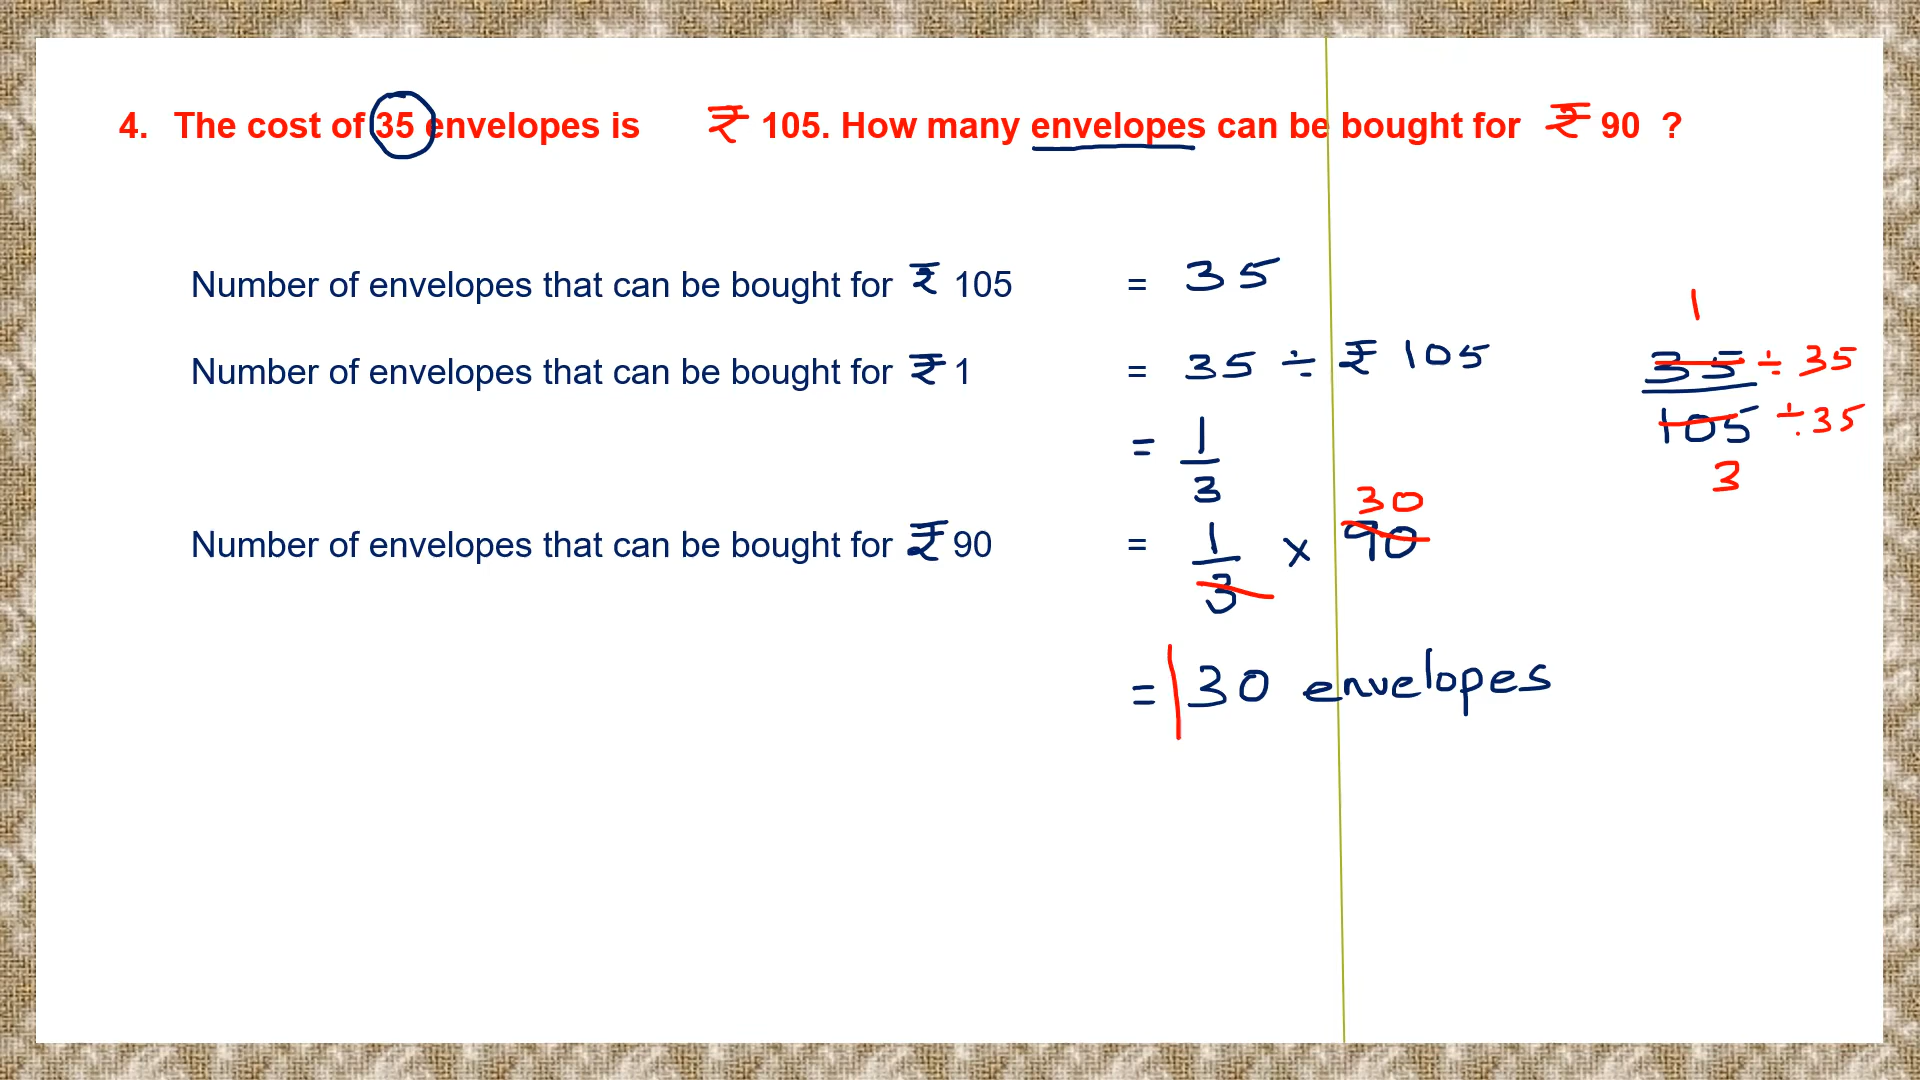 4. The cost of 35 envelopes is ₹ 105. How many envelopes can be bought for ₹ 90 ?
Number of envelopes that can be bought for ₹ 105 = 35
Number of envelopes that can be bought for ₹ 1 = 35 ÷ ₹ 105
= 1/3
Number of envelopes that can be bought for ₹ 90 = 1/3 × 90
30
= 30 envelopes
1
35 ÷ 35
105 ÷ 35
3